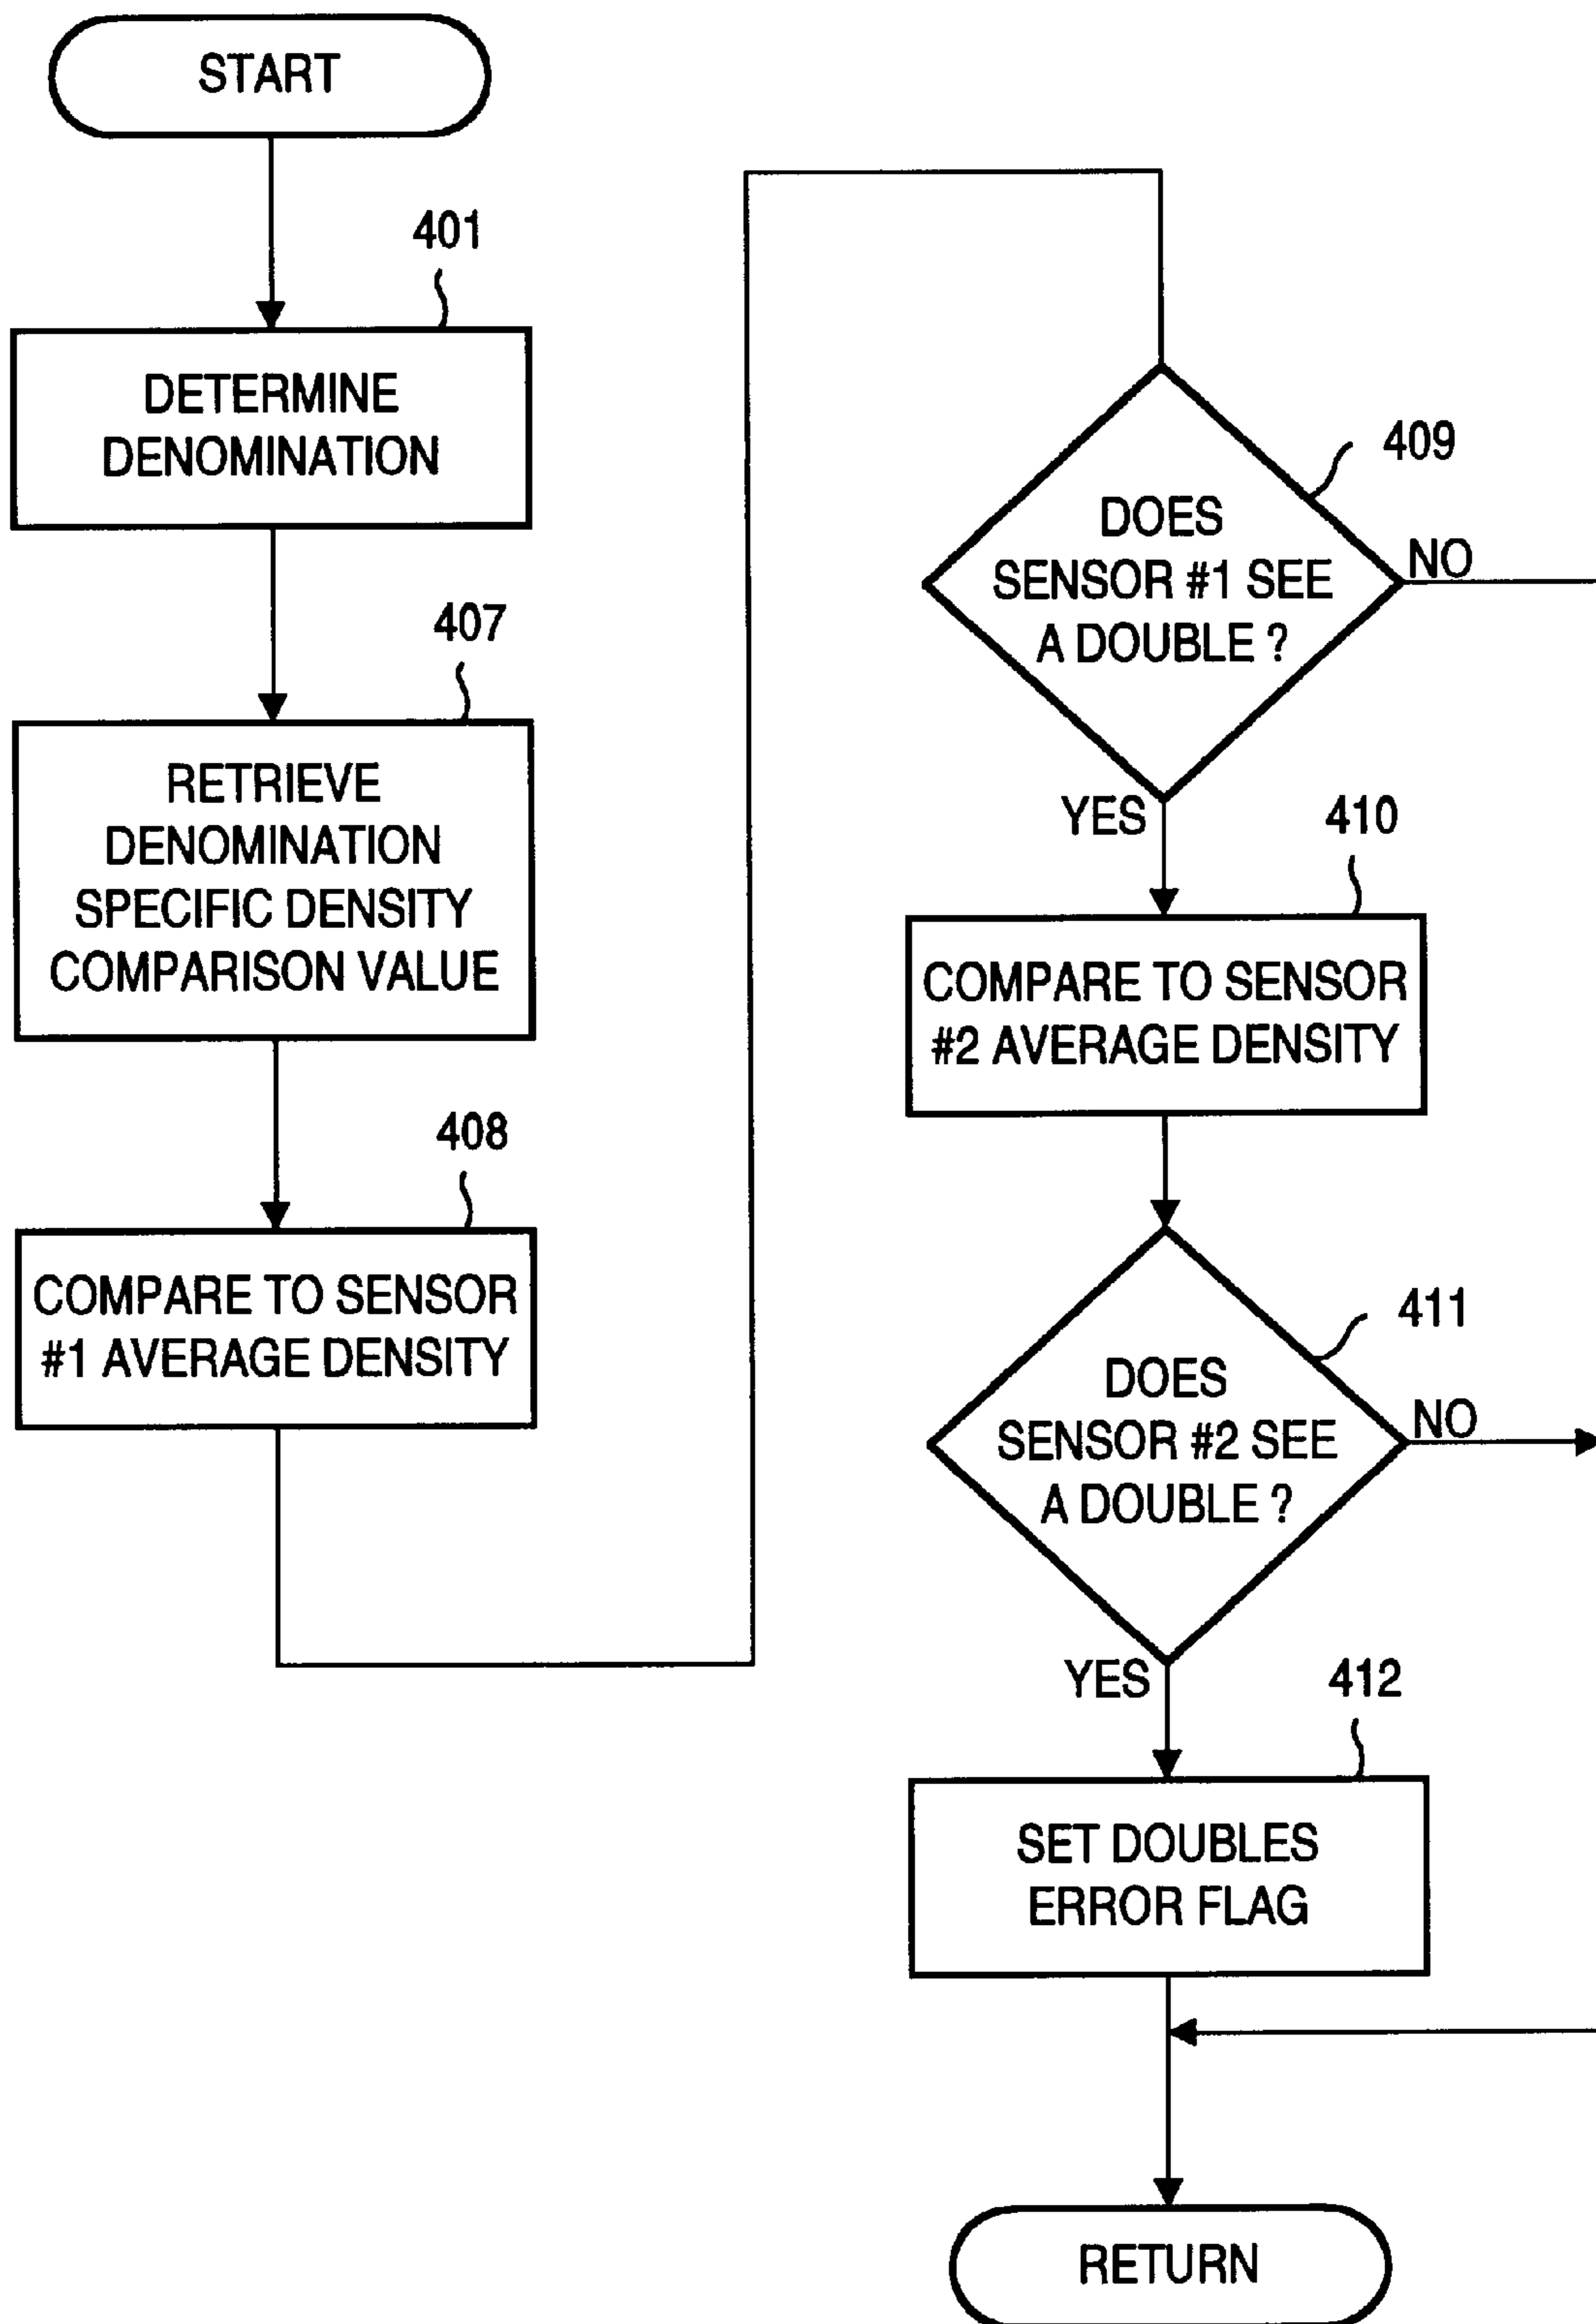 START
401
DETERMINE
DENOMINATION
407
RETRIEVE
DENOMINATION
SPECIFIC DENSITY
COMPARISON VALUE
408
COMPARE TO SENSOR
#1 AVERAGE DENSITY
409
DOES
SENSOR #1 SEE
A DOUBLE ?
NO
YES
410
COMPARE TO SENSOR
#2 AVERAGE DENSITY
411
DOES
SENSOR #2 SEE
A DOUBLE ?
NO
YES
412
SET DOUBLES
ERROR FLAG
RETURN